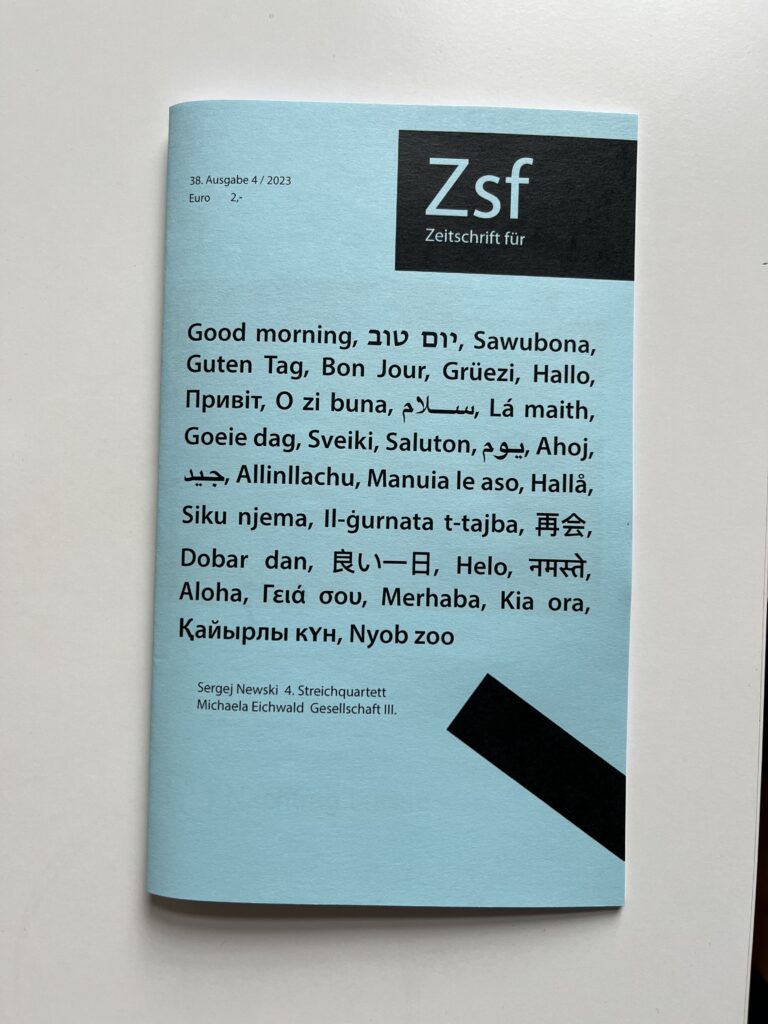 38. Ausgabe 4 / 2023
Euro 2,-
Zsf
Zeitschrift für
Good morning, יום טוב, Sawubona,
Guten Tag, Bon Jour, Grüezi, Hallo,
Привіт, O zi buna, ســـلام, Lá maith,
Goeie dag, Sveiki, Saluton, يـوم, Ahoj,
جـيـد, Allinllachu, Manuia le aso, Hallå,
Siku njema, Il-ġurnata t-tajba, 再会,
Dobar dan, 良い一日, Helo, नमस्ते,
Aloha, Γειά σου, Merhaba, Kia ora,
Қайырлы кҮн, Nyob zoo
Sergej Newski 4. Streichquartett
Michaela Eichwald Gesellschaft III.